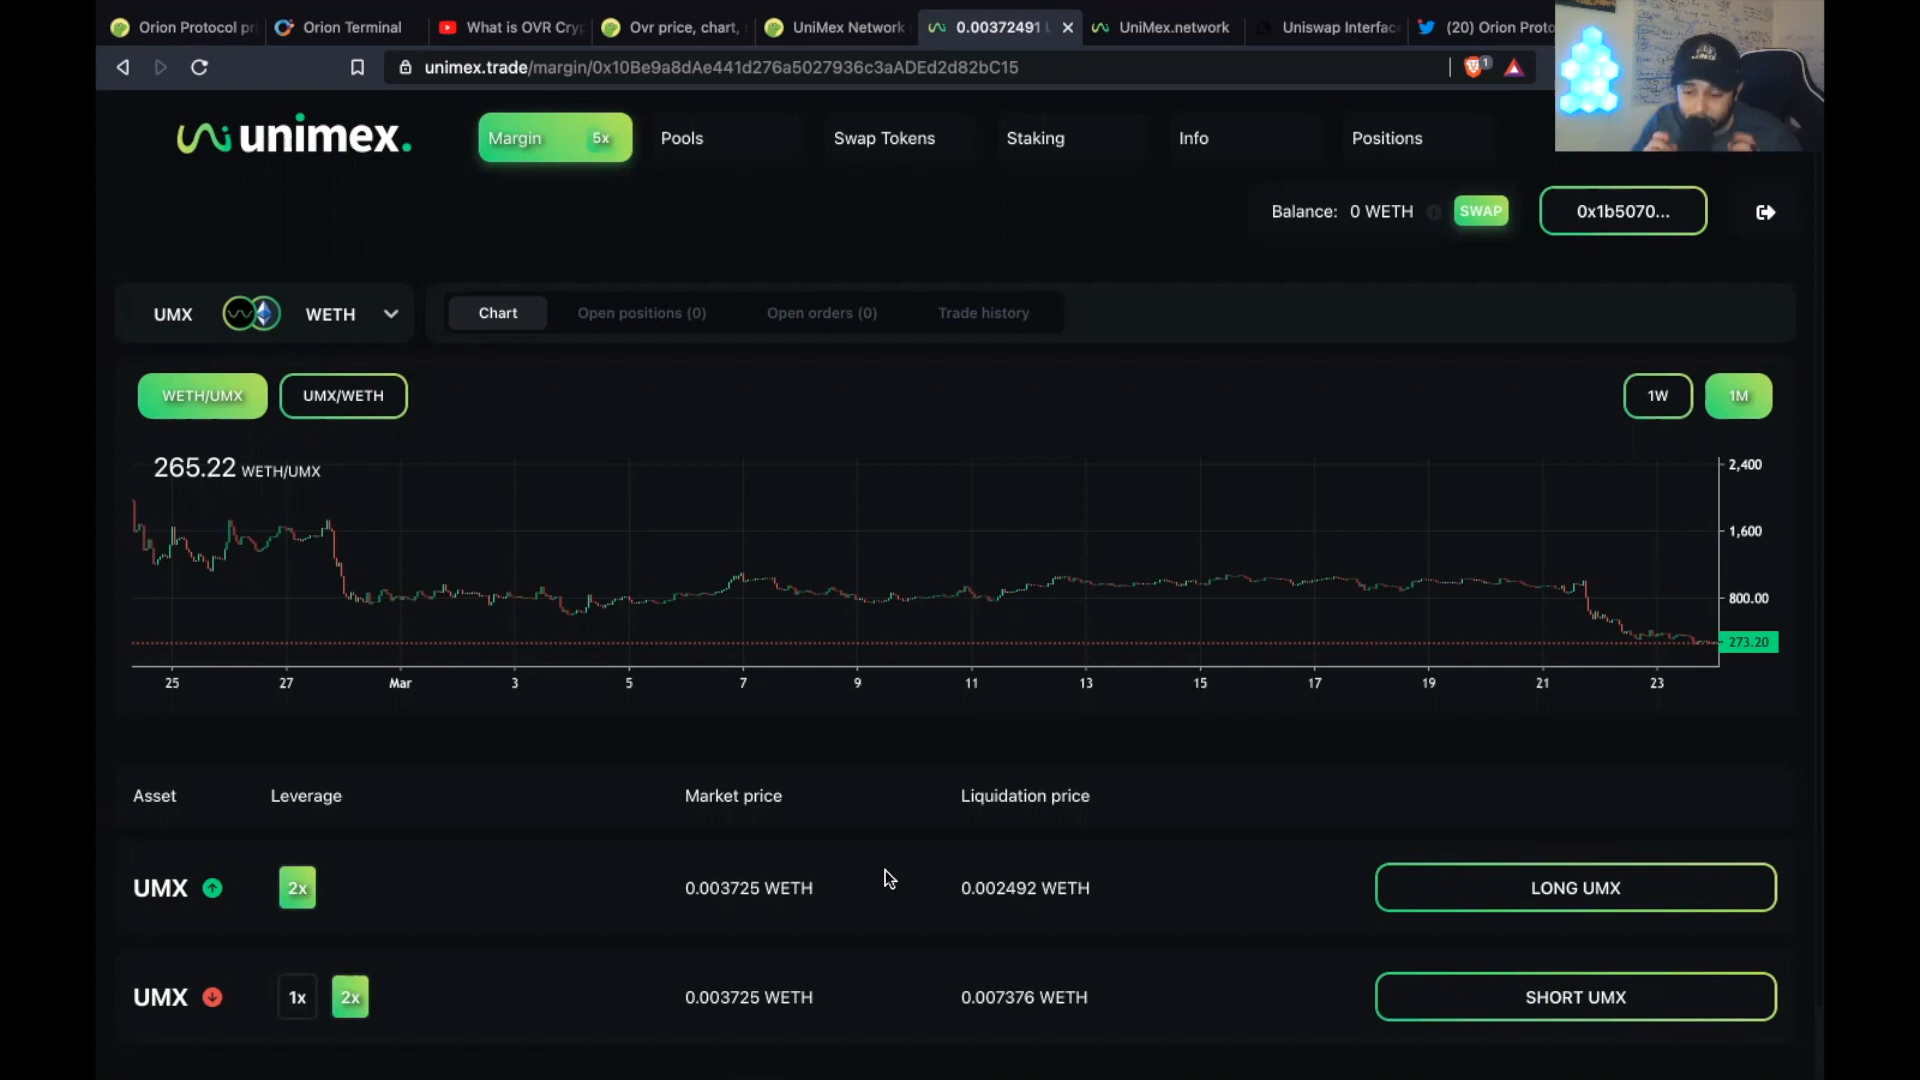 Orion Protocol pr
Orion Terminal
What is OVR Cry
Ovr price, chart,
UniMex Network
0.00372491
UniMex.network
Uniswap Interfac
(20) Orion Proto
unimex.trade/margin/0x10Be9a8dAe441d276a5027936c3aADEd2d82bC15
1
unimex.
Margin 5x
Pools
Swap Tokens
Staking
Info
Positions
Balance: 0 WETH
SWAP
0x1b5070...
UMX
WETH
Chart
Open positions (0)
Open orders (0)
Trade history
WETH/UMX
UMX/WETH
1W
1M
265.22 WETH/UMX
2,400
1,600
800.00
273.20
25 27 Mar 3 5 7 9 11 13 15 17 19 21 23
Asset Leverage Market price Liquidation price
UMX 2x 0.003725 WETH 0.002492 WETH LONG UMX
UMX 1x 2x 0.003725 WETH 0.007376 WETH SHORT UMX